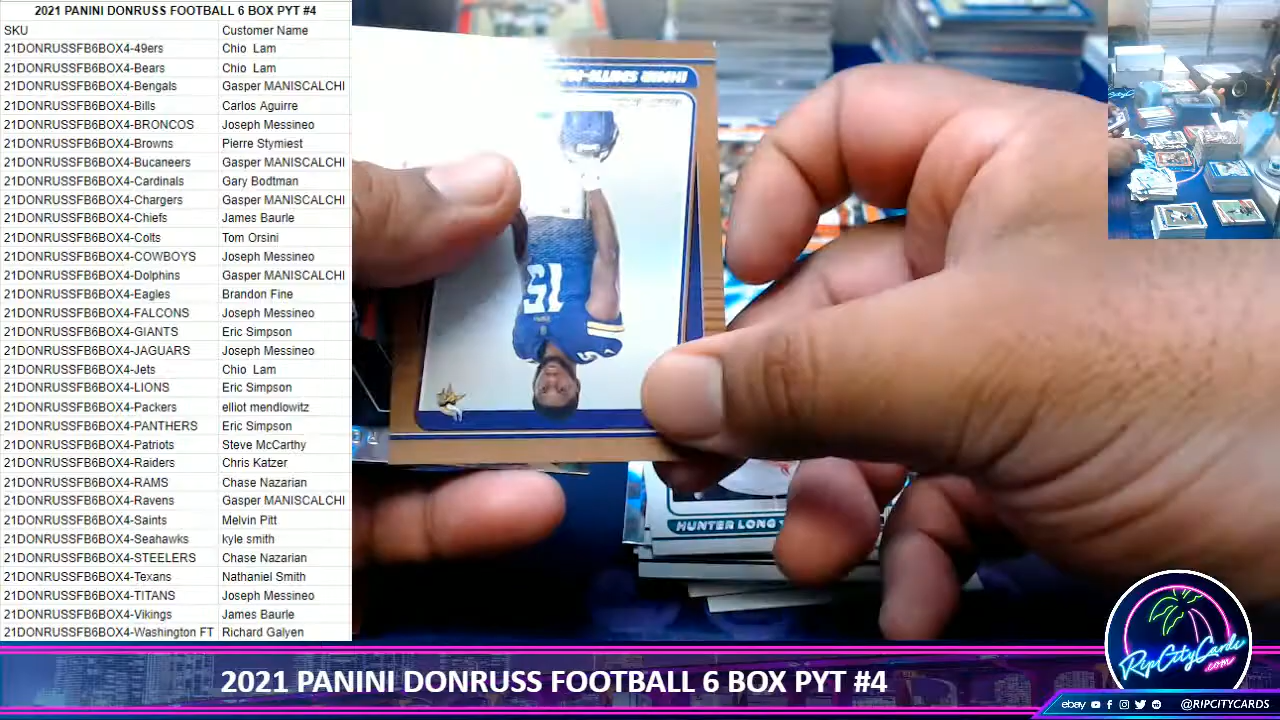 2021 PANINI DONRUSS FOOTBALL 6 BOX PYT #4
SKU Customer Name
21DONRUSSFB6BOX4-49ers Chio Lam
21DONRUSSFB6BOX4-Bears Chio Lam
21DONRUSSFB6BOX4-Bengals Gasper MANISCALCHI
21DONRUSSFB6BOX4-Bills Carlos Aguirre
21DONRUSSFB6BOX4-BRONCOS Joseph Messineo
21DONRUSSFB6BOX4-Browns Pierre Stymiest
21DONRUSSFB6BOX4-Bucaneers Gasper MANISCALCHI
21DONRUSSFB6BOX4-Cardinals Gary Bodtman
21DONRUSSFB6BOX4-Chargers Gasper MANISCALCHI
21DONRUSSFB6BOX4-Chiefs James Baurle
21DONRUSSFB6BOX4-Colts Tom Orsini
21DONRUSSFB6BOX4-COWBOYS Joseph Messineo
21DONRUSSFB6BOX4-Dolphins Gasper MANISCALCHI
21DONRUSSFB6BOX4-Eagles Brandon Fine
21DONRUSSFB6BOX4-FALCONS Joseph Messineo
21DONRUSSFB6BOX4-GIANTS Eric Simpson
21DONRUSSFB6BOX4-JAGUARS Joseph Messineo
21DONRUSSFB6BOX4-Jets Chio Lam
21DONRUSSFB6BOX4-LIONS Eric Simpson
21DONRUSSFB6BOX4-Packers elliot mendlowitz
21DONRUSSFB6BOX4-PANTHERS Eric Simpson
21DONRUSSFB6BOX4-Patriots Steve McCarthy
21DONRUSSFB6BOX4-Raiders Chris Katzer
21DONRUSSFB6BOX4-RAMS Chase Nazarian
21DONRUSSFB6BOX4-Ravens Gasper MANISCALCHI
21DONRUSSFB6BOX4-Saints Melvin Pitt
21DONRUSSFB6BOX4-Seahawks kyle smith
21DONRUSSFB6BOX4-STEELERS Chase Nazarian
21DONRUSSFB6BOX4-Texans Nathaniel Smith
21DONRUSSFB6BOX4-TITANS Joseph Messineo
21DONRUSSFB6BOX4-Vikings James Baurle
21DONRUSSFB6BOX4-Washington FT Richard Galyen
15
HUNTER LONG
RipCityCards
.com
2021 PANINI DONRUSS FOOTBALL 6 BOX PYT #4
ebay @RIPCITYCARDS